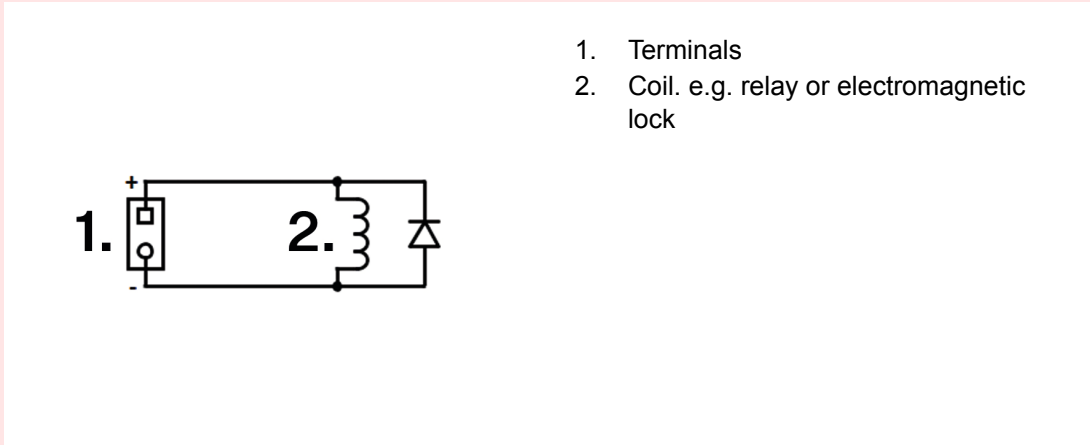 1. Terminals
2. Coil. e.g. relay or electromagnetic
lock
+
1.
2.
-